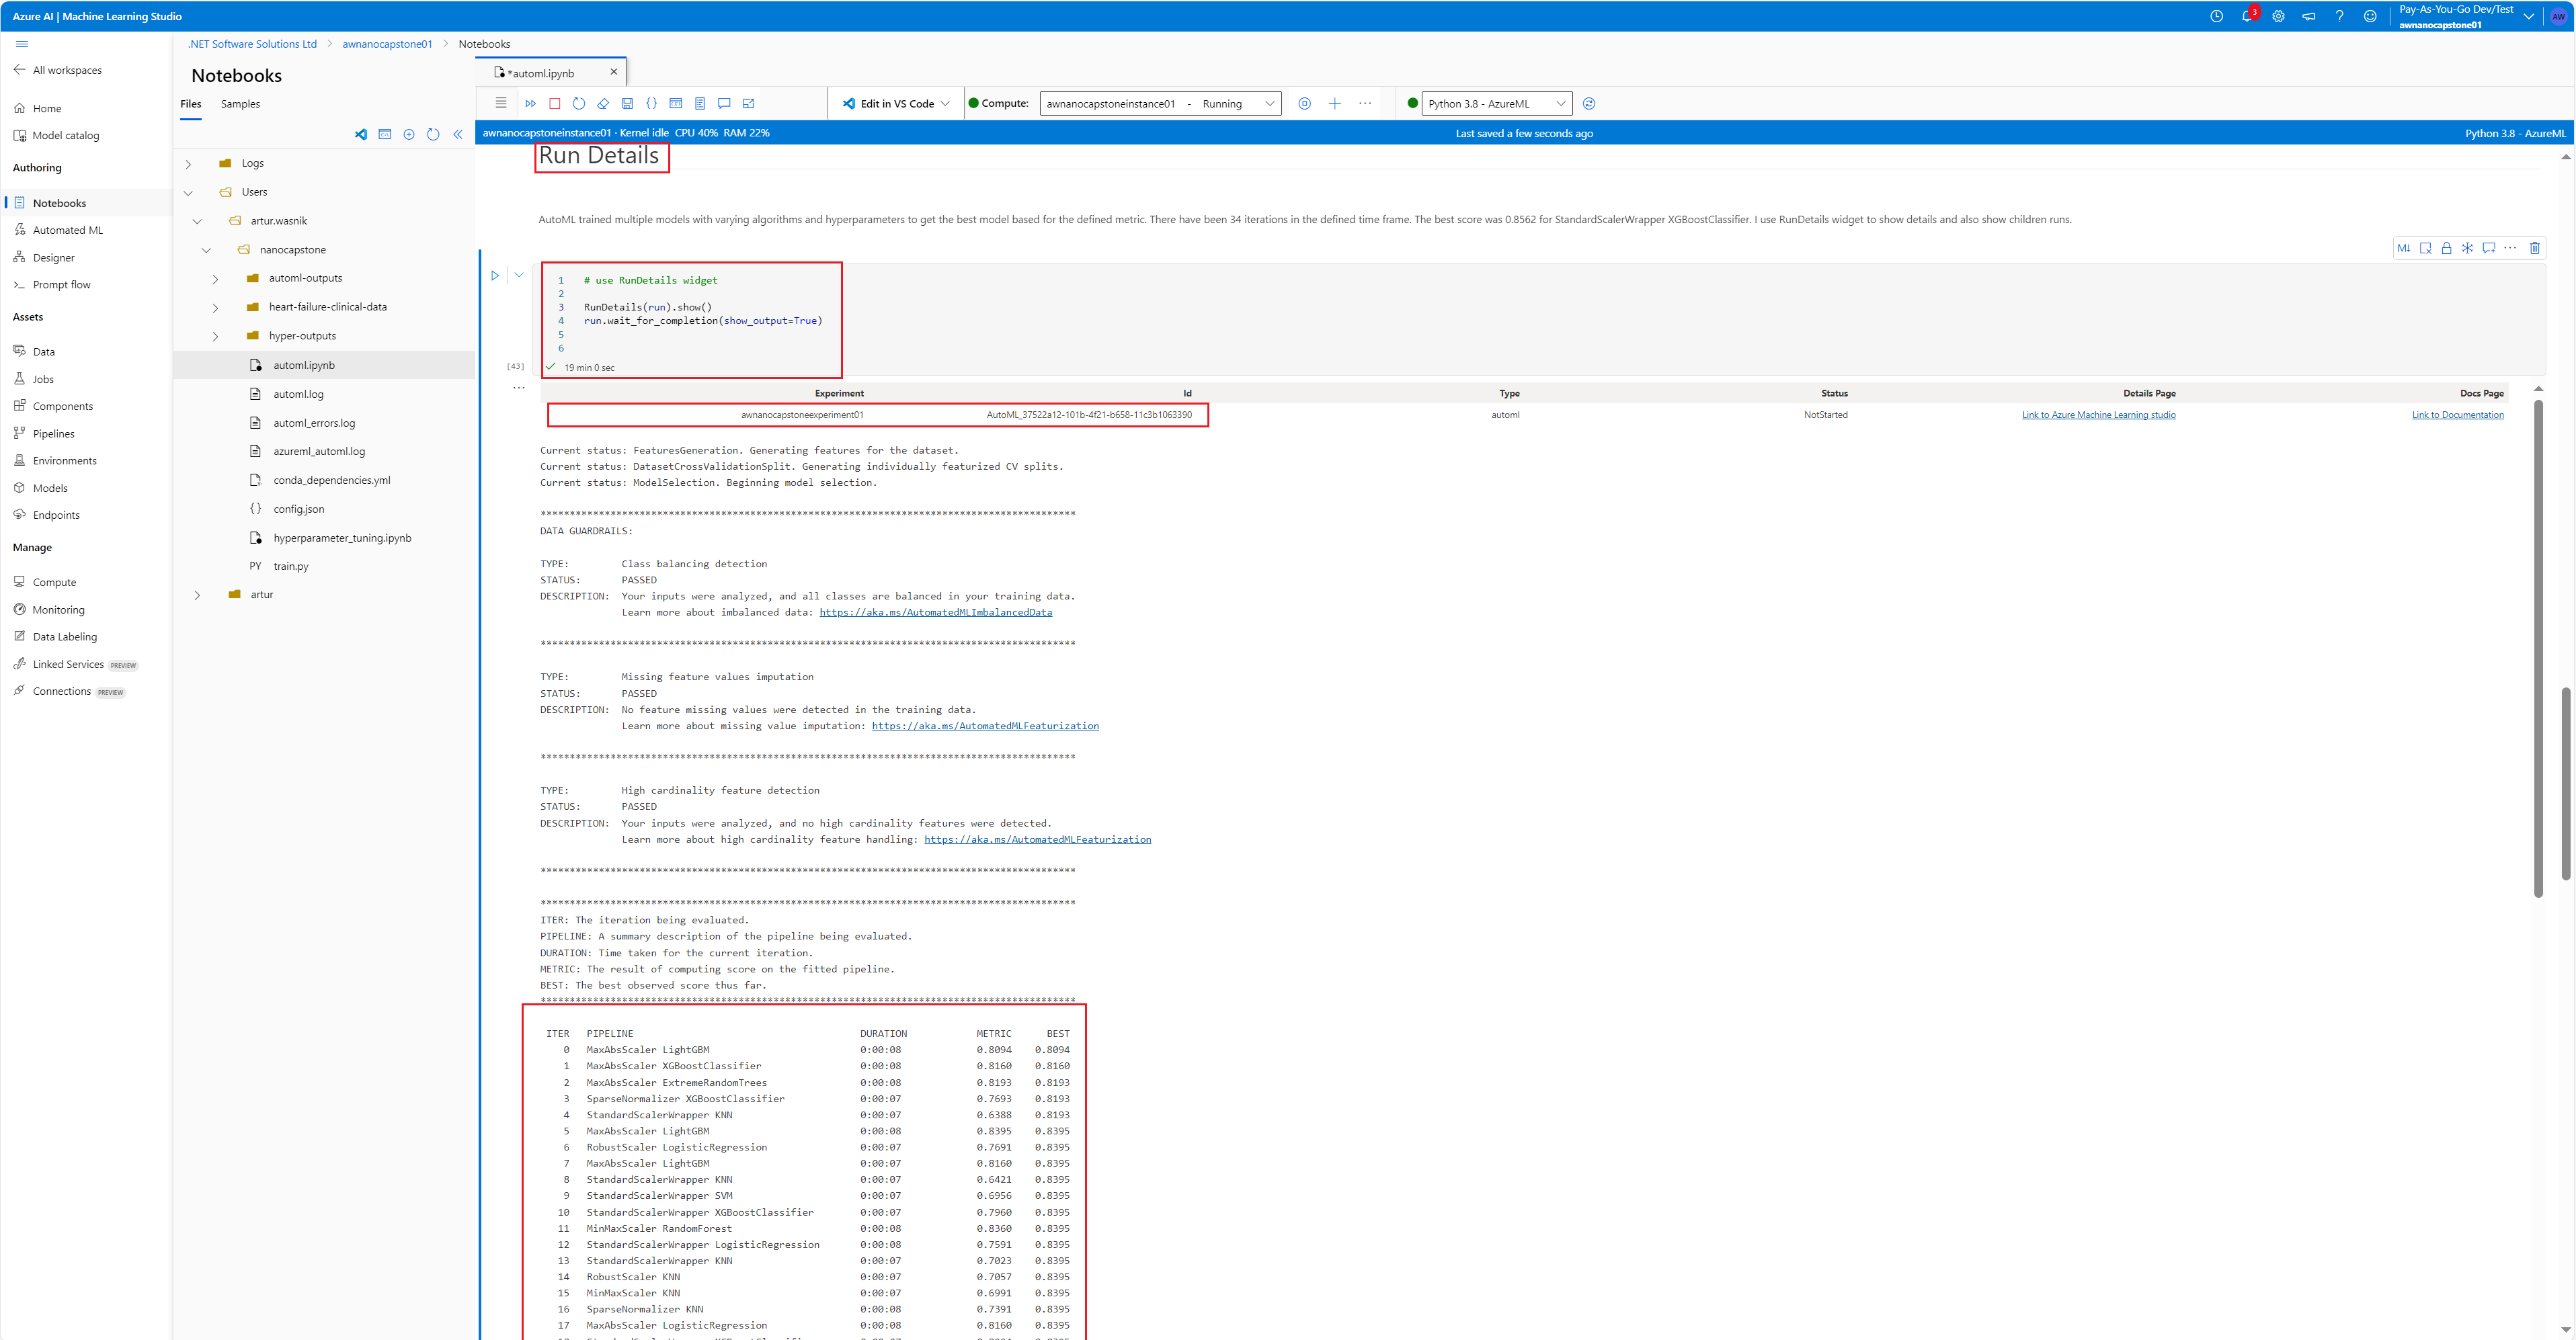 Azure AI | Machine Learning Studio
3
Pay-As-You-Go Dev/Test
awnanocapstone01
AW
All workspaces
Home
Model catalog
Authoring
Notebooks
Automated ML
Designer
Prompt flow
Assets
Data
Jobs
Components
Pipelines
Environments
Models
Endpoints
Manage
Compute
Monitoring
Data Labeling
Linked Services PREVIEW
Connections PREVIEW
.NET Software Solutions Ltd > awnanocapstone01 > Notebooks
Notebooks
Files Samples
Logs
Users
artur.wasnik
nanocapstone
automl-outputs
heart-failure-clinical-data
hyper-outputs
automl.ipynb
automl.log
automl_errors.log
azureml_automl.log
conda_dependencies.yml
{} config.json
hyperparameter_tuning.ipynb
PY train.py
artur
*automl.ipynb
Edit in VS Code
Compute: awnanocapstoneinstance01 - Running
Python 3.8 - AzureML
awnanocapstoneinstance01 · Kernel idle CPU 40% RAM 22%
Last saved a few seconds ago
Python 3.8 - AzureML
Run Details
AutoML trained multiple models with varying algorithms and hyperparameters to get the best model based for the defined metric. There have been 34 iterations in the defined time frame. The best score was 0.8562 for StandardScalerWrapper XGBoostClassifier. I use RunDetails widget to show details and also show children runs.
M↓
1 # use RunDetails widget
2
3 RunDetails(run).show()
4 run.wait_for_completion(show_output=True)
5
6
[43] 19 min 0 sec
Experiment Id Type Status Details Page Docs Page
awnanocapstoneexperiment01 AutoML_37522a12-101b-4f21-b658-11c3b1063390 automl NotStarted Link to Azure Machine Learning studio Link to Documentation
Current status: FeaturesGeneration. Generating features for the dataset.
Current status: DatasetCrossValidationSplit. Generating individually featurized CV splits.
Current status: ModelSelection. Beginning model selection.
********************************************************************************************
DATA GUARDRAILS:
TYPE: Class balancing detection
STATUS: PASSED
DESCRIPTION: Your inputs were analyzed, and all classes are balanced in your training data.
Learn more about imbalanced data: https://aka.ms/AutomatedMLImbalancedData
********************************************************************************************
TYPE: Missing feature values imputation
STATUS: PASSED
DESCRIPTION: No feature missing values were detected in the training data.
Learn more about missing value imputation: https://aka.ms/AutomatedMLFeaturization
********************************************************************************************
TYPE: High cardinality feature detection
STATUS: PASSED
DESCRIPTION: Your inputs were analyzed, and no high cardinality features were detected.
Learn more about high cardinality feature handling: https://aka.ms/AutomatedMLFeaturization
********************************************************************************************
********************************************************************************************
ITER: The iteration being evaluated.
PIPELINE: A summary description of the pipeline being evaluated.
DURATION: Time taken for the current iteration.
METRIC: The result of computing score on the fitted pipeline.
BEST: The best observed score thus far.
********************************************************************************************
ITER PIPELINE DURATION METRIC BEST
0 MaxAbsScaler LightGBM 0:00:08 0.8094 0.8094
1 MaxAbsScaler XGBoostClassifier 0:00:08 0.8160 0.8160
2 MaxAbsScaler ExtremeRandomTrees 0:00:08 0.8193 0.8193
3 SparseNormalizer XGBoostClassifier 0:00:07 0.7693 0.8193
4 StandardScalerWrapper KNN 0:00:07 0.6388 0.8193
5 MaxAbsScaler LightGBM 0:00:08 0.8395 0.8395
6 RobustScaler LogisticRegression 0:00:07 0.7691 0.8395
7 MaxAbsScaler LightGBM 0:00:07 0.8160 0.8395
8 StandardScalerWrapper KNN 0:00:07 0.6421 0.8395
9 StandardScalerWrapper SVM 0:00:07 0.6956 0.8395
10 StandardScalerWrapper XGBoostClassifier 0:00:07 0.7960 0.8395
11 MinMaxScaler RandomForest 0:00:08 0.8360 0.8395
12 StandardScalerWrapper LogisticRegression 0:00:08 0.7591 0.8395
13 StandardScalerWrapper KNN 0:00:07 0.7023 0.8395
14 RobustScaler KNN 0:00:07 0.7057 0.8395
15 MinMaxScaler KNN 0:00:07 0.6991 0.8395
16 SparseNormalizer KNN 0:00:08 0.7391 0.8395
17 MaxAbsScaler LogisticRegression 0:00:08 0.8160 0.8395